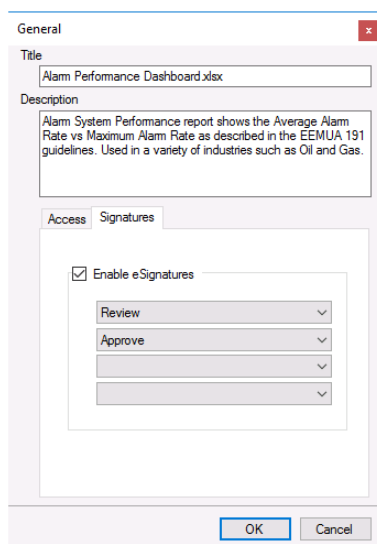 General
x
Title
Alarm Performance Dashboard.xlsx
Description
Alarm System Performance report shows the Average Alarm
Rate vs Maximum Alarm Rate as described in the EEMUA 191
guidelines. Used in a variety of industries such as Oil and Gas.
Access Signatures
Enable eSignatures
Review
Approve
OK Cancel